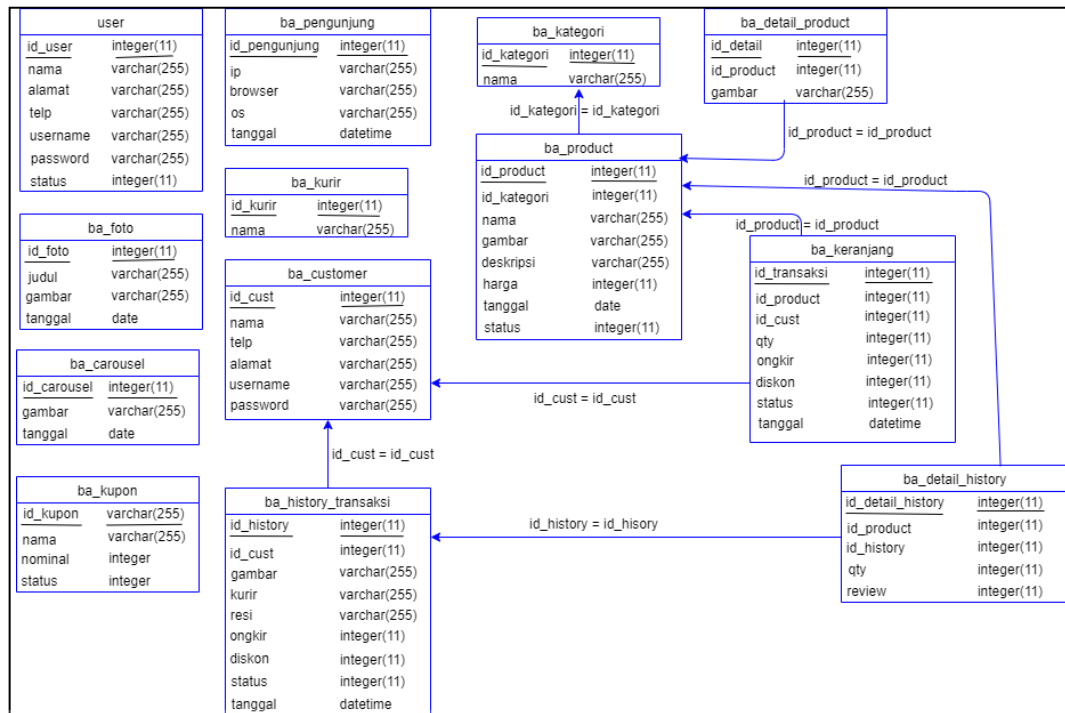 user
id_user integer(11)
nama varchar(255)
alamat varchar(255)
telp varchar(255)
username varchar(255)
password varchar(255)
status integer(11)
ba_pengunjung
id_pengunjung integer(11)
ip varchar(255)
browser varchar(255)
os varchar(255)
tanggal datetime
ba_kategori
id_kategori integer(11)
nama varchar(255)
ba_detail_product
id_detail integer(11)
id_product integer(11)
gambar varchar(255)
id_kategori = id_kategori
id_product = id_product
ba_product
id_product integer(11)
id_kategori integer(11)
nama varchar(255)
gambar varchar(255)
deskripsi varchar(255)
harga integer(11)
tanggal date
status integer(11)
id_product = id_product
id_product = id_product
ba_kurir
id_kurir integer(11)
nama varchar(255)
ba_foto
id_foto integer(11)
judul varchar(255)
gambar varchar(255)
tanggal date
ba_customer
id_cust integer(11)
nama varchar(255)
telp varchar(255)
alamat varchar(255)
username varchar(255)
password varchar(255)
ba_keranjang
id_transaksi integer(11)
id_product integer(11)
id_cust integer(11)
qty integer(11)
ongkir integer(11)
diskon integer(11)
status integer(11)
tanggal datetime
id_cust = id_cust
ba_carousel
id_carousel integer(11)
gambar varchar(255)
tanggal date
id_cust = id_cust
ba_kupon
id_kupon varchar(255)
nama varchar(255)
nominal integer
status integer
ba_history_transaksi
id_history integer(11)
id_cust integer(11)
gambar varchar(255)
kurir varchar(255)
resi varchar(255)
ongkir integer(11)
diskon integer(11)
status integer(11)
tanggal datetime
id_history = id_hisory
ba_detail_history
id_detail_history integer(11)
id_product integer(11)
id_history integer(11)
qty integer(11)
review integer(11)